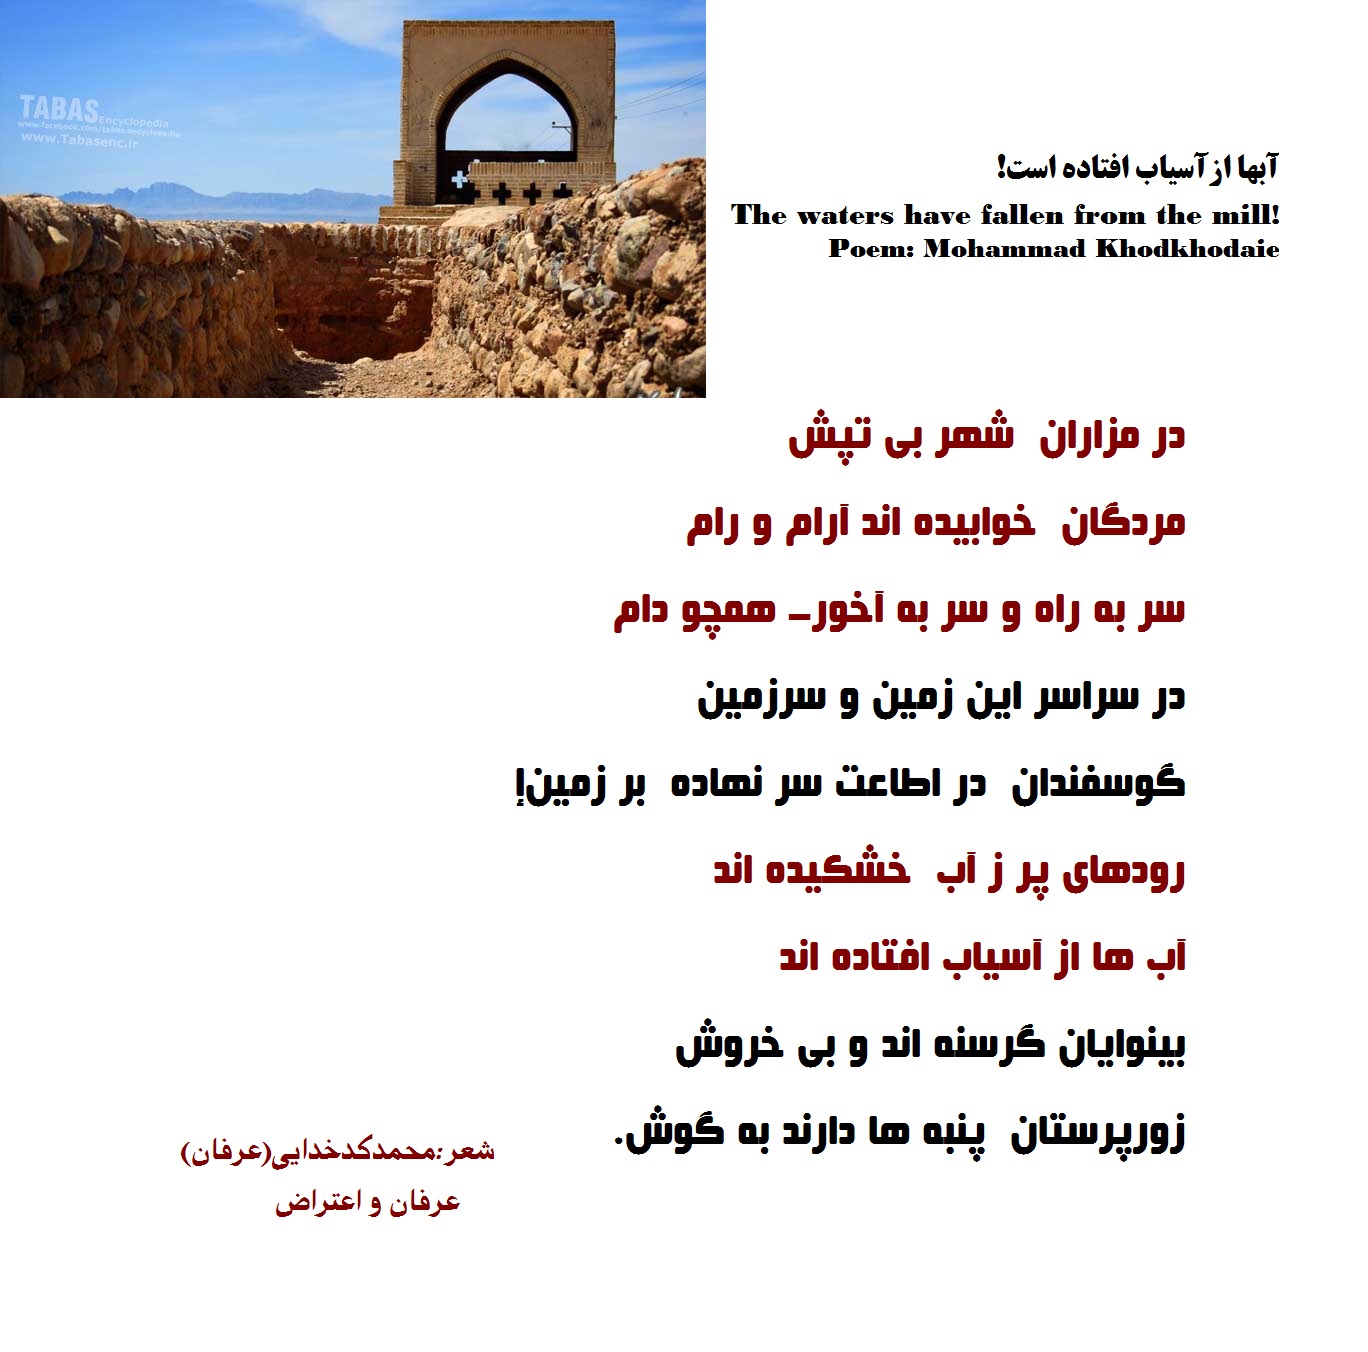 TABAS
Encyclopedia
www.Tabasenc.ir
آبها از آسیاب افتاده است!
The waters have fallen from the mill!
Poem: Mohammad Khodkhodaie
در مزاران شهر بی تپش
مردگان خوابیده اند آرام و رام
سر به راه و سر به آخور- همچو دام
در سراسر این زمین و سرزمین
گوسفندان در اطاعت سر نهاده بر زمین!
رودهای پر ز آب خشکیده اند
آب ها از آسیاب افتاده اند
بینوایان گرسنه اند و بی خروش
زورپرستان پنبه ها دارند به گوش.
شعر:محمدکدخدایی(عرفان)
عرفان و اعتراض